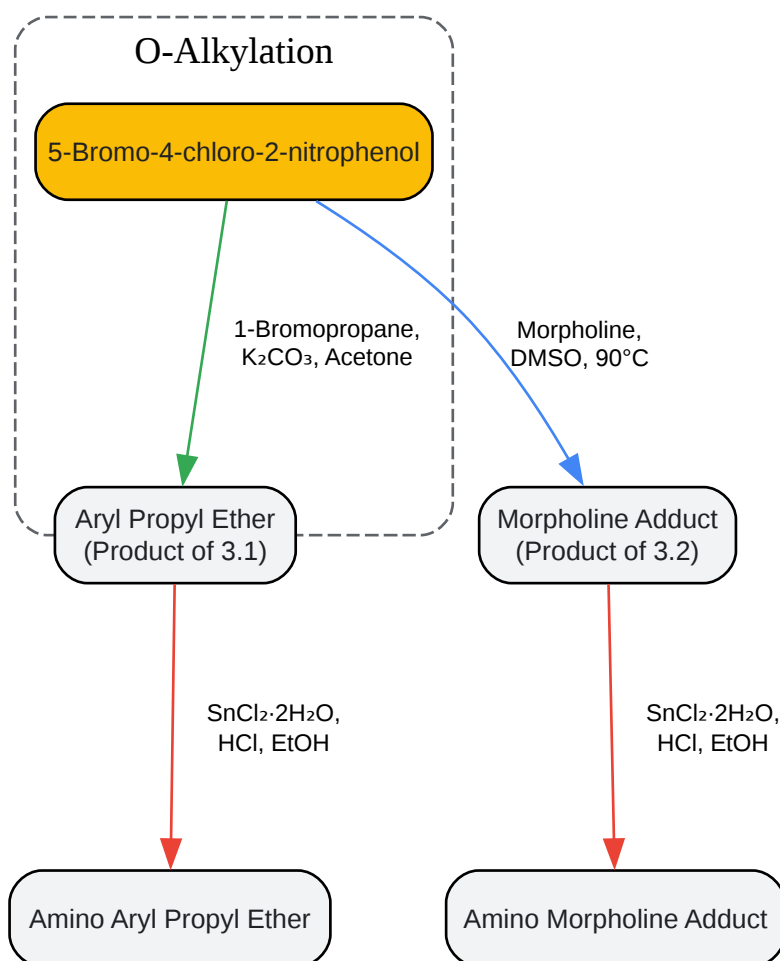 O-Alkylation
5-Bromo-4-chloro-2-nitrophenol
1-Bromopropane,
K₂CO₃, Acetone
Morpholine,
DMSO, 90°C
Aryl Propyl Ether
(Product of 3.1)
Morpholine Adduct
(Product of 3.2)
SnCl₂·2H₂O,
HCl, EtOH
SnCl₂·2H₂O,
HCl, EtOH
Amino Aryl Propyl Ether
Amino Morpholine Adduct